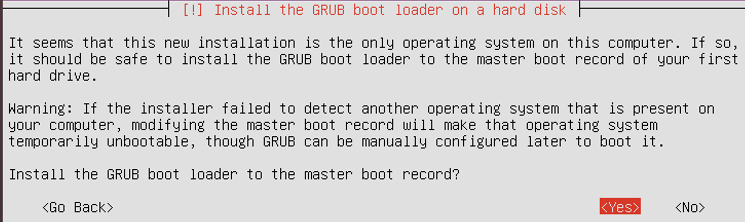 [!] Install the GRUB boot loader on a hard disk
It seems that this new installation is the only operating system on this computer. If so,
it should be safe to install the GRUB boot loader to the master boot record of your first
hard drive.
Warning: If the installer failed to detect another operating system that is present on
your computer, modifying the master boot record will make that operating system
temporarily unbootable, though GRUB can be manually configured later to boot it.
Install the GRUB boot loader to the master boot record?
<Go Back> <Yes> <No>